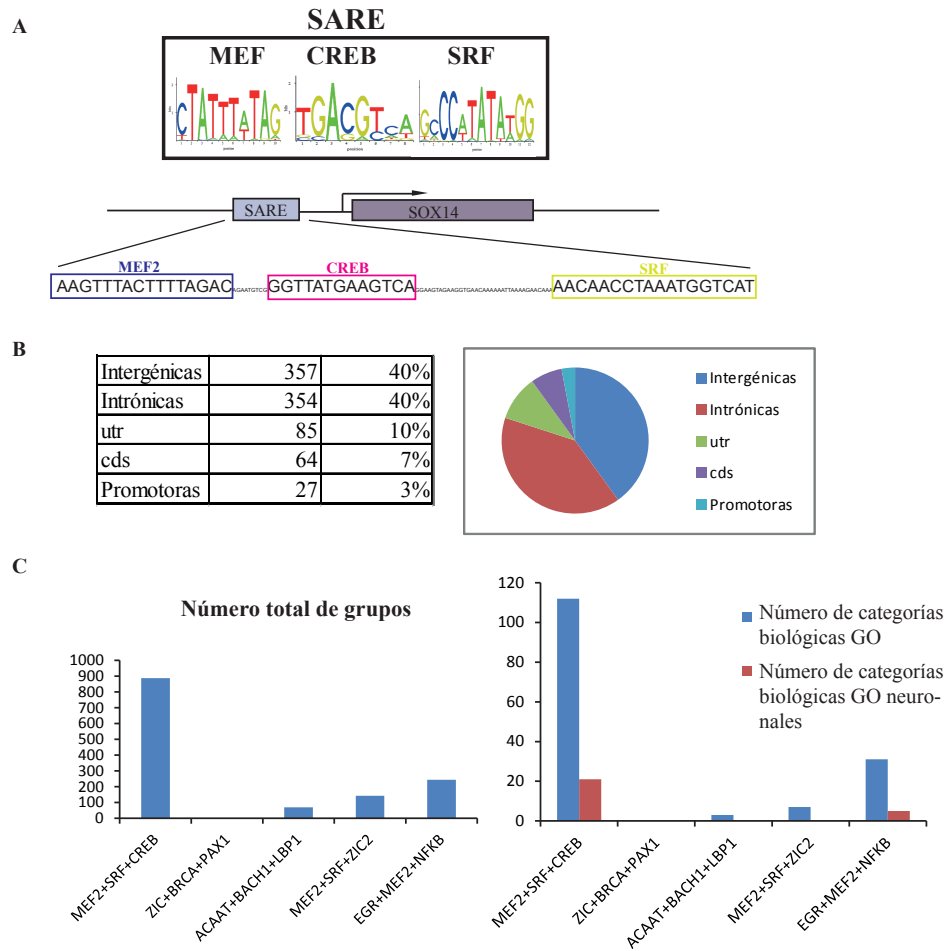 A
SARE
MEF CREB SRF
SARE SOX14
MEF2 CREB SRF
AAGTTTACTTTTAGAC AGAATGTCG GGTTATGAAGTCA GGAAGTAGAAGGTGAACAAAAAATTAAAAGAACAAA AACAACCTAAATGGTCAT
B
Intergénicas 357 40%
Intrónicas 354 40%
utr 85 10%
cds 64 7%
Promotoras 27 3%
Intergénicas
Intrónicas
utr
cds
Promotoras
C
Número total de grupos
1000
900
800
700
600
500
400
300
200
100
0
MEF2+SRF+CREB
ZIC+BRCA+PAX1
ACAAT+BACH1+LBP1
MEF2+SRF+ZIC2
EGR+MEF2+NFKB
120
100
80
60
40
20
0
Número de categorías
biológicas GO
Número de categorías
biológicas GO neuro-
nales
MEF2+SRF+CREB
ZIC+BRCA+PAX1
ACAAT+BACH1+LBP1
MEF2+SRF+ZIC2
EGR+MEF2+NFKB